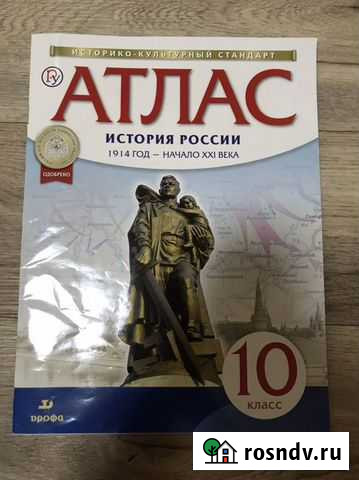 ИСТОРИКО-КУЛЬТУРНЫЙ СТАНДАРТ
АТЛАС
ИСТОРИЯ РОССИИ
1914 ГОД – НАЧАЛО XXI ВЕКА
ОДОБРЕНО
10
КЛАСС
ДРОФА
rosndv.ru